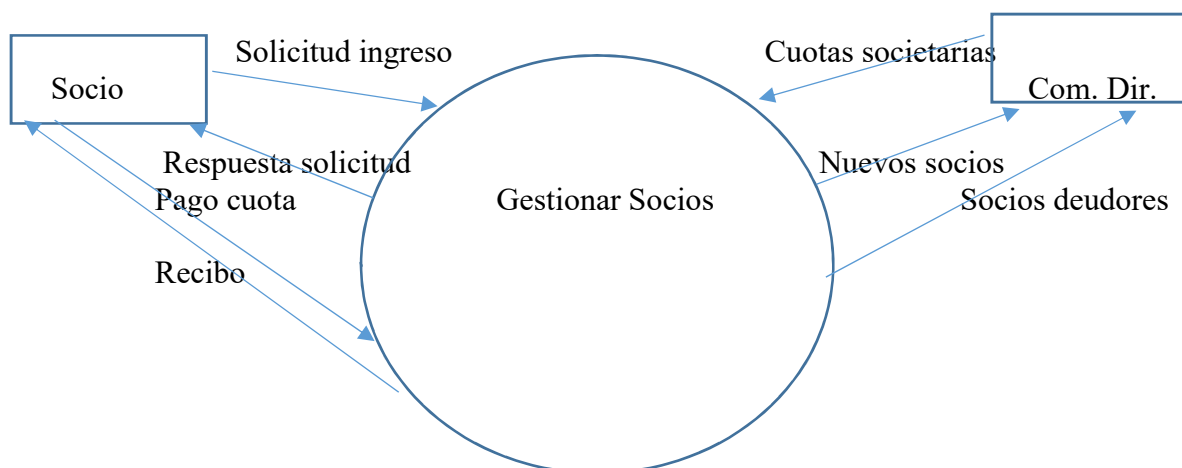 Solicitud ingreso
Cuotas societarias
Socio
Com. Dir.
Respuesta solicitud
Nuevos socios
Pago cuota
Gestionar Socios
Socios deudores
Recibo